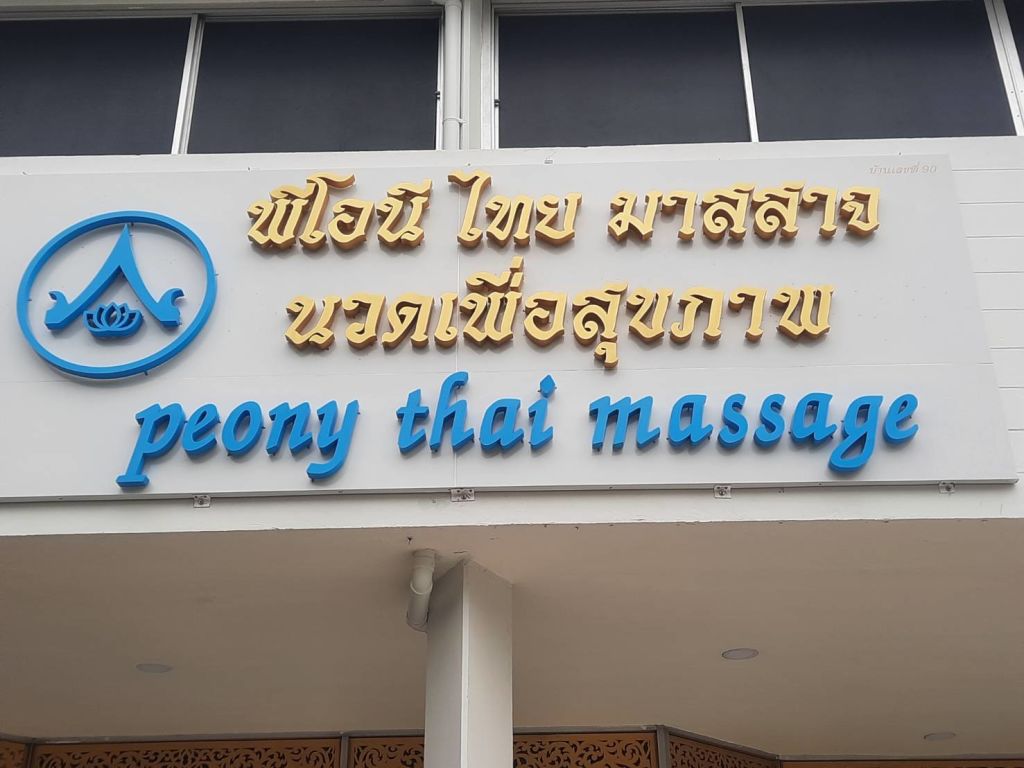 บ้านเลขที่ 90
พีโอนี ไทย มาสสาจ
นวดเพื่อสุขภาพ
peony thai massage